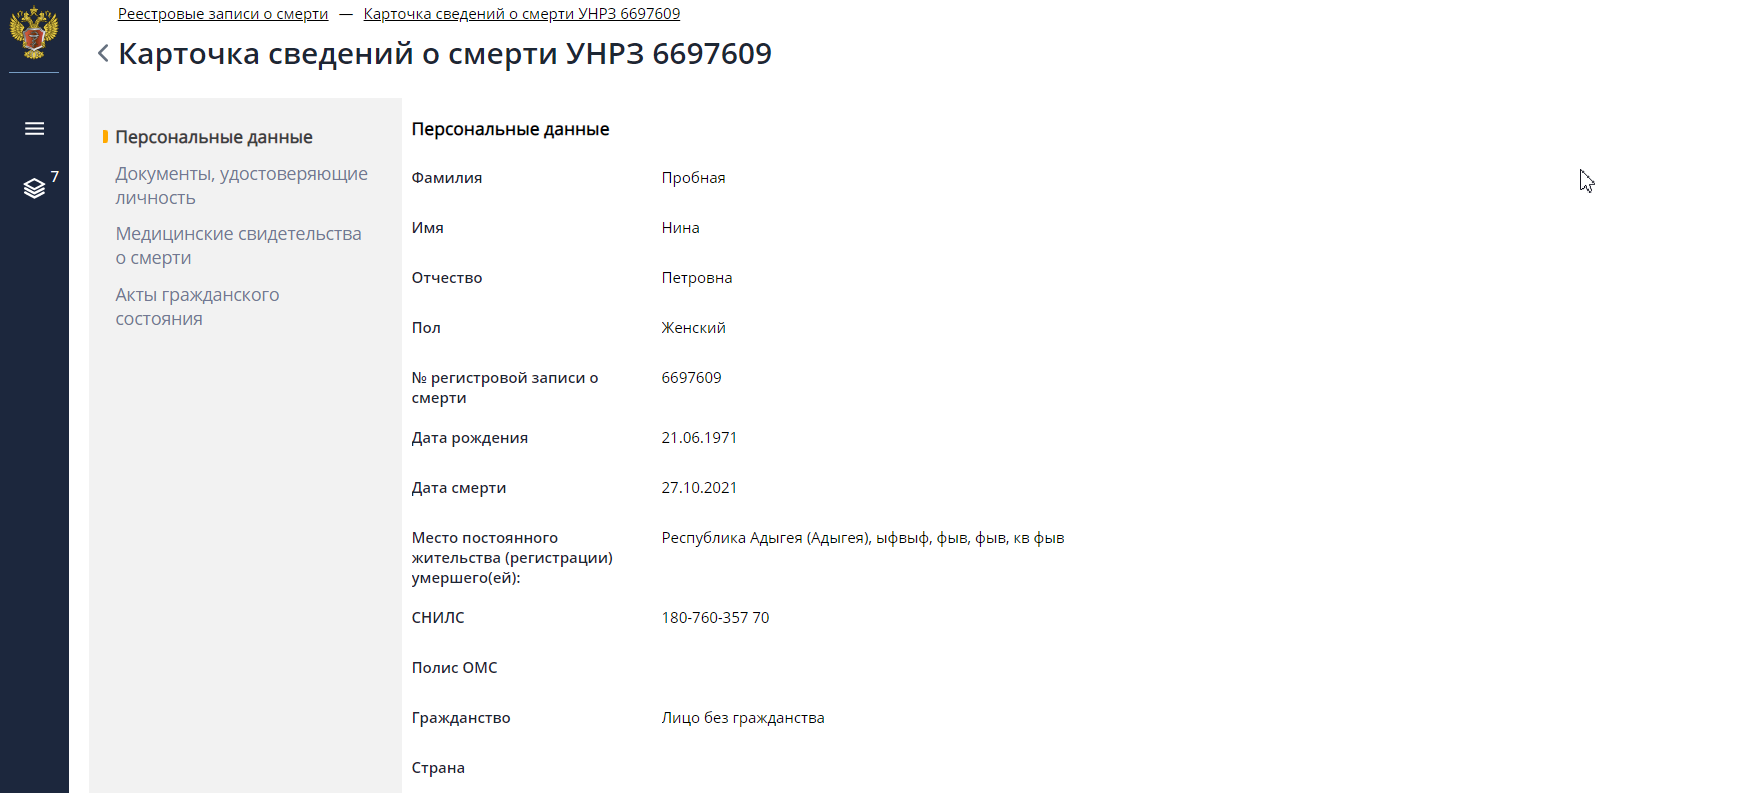 Реестровые записи о смерти — Карточка сведений о смерти УНРЗ 6697609
Карточка сведений о смерти УНРЗ 6697609
7
Персональные данные
Документы, удостоверяющие
личность
Медицинские свидетельства
о смерти
Акты гражданского
состояния
Персональные данные
Фамилия Пробная
Имя Нина
Отчество Петровна
Пол Женский
№ регистровой записи о 6697609
смерти
Дата рождения 21.06.1971
Дата смерти 27.10.2021
Место постоянного Республика Адыгея (Адыгея), ыфвыф, фыв, фыв, кв фыв
жительства (регистрации)
умершего(ей):
СНИЛС 180-760-357 70
Полис ОМС
Гражданство Лицо без гражданства
Страна